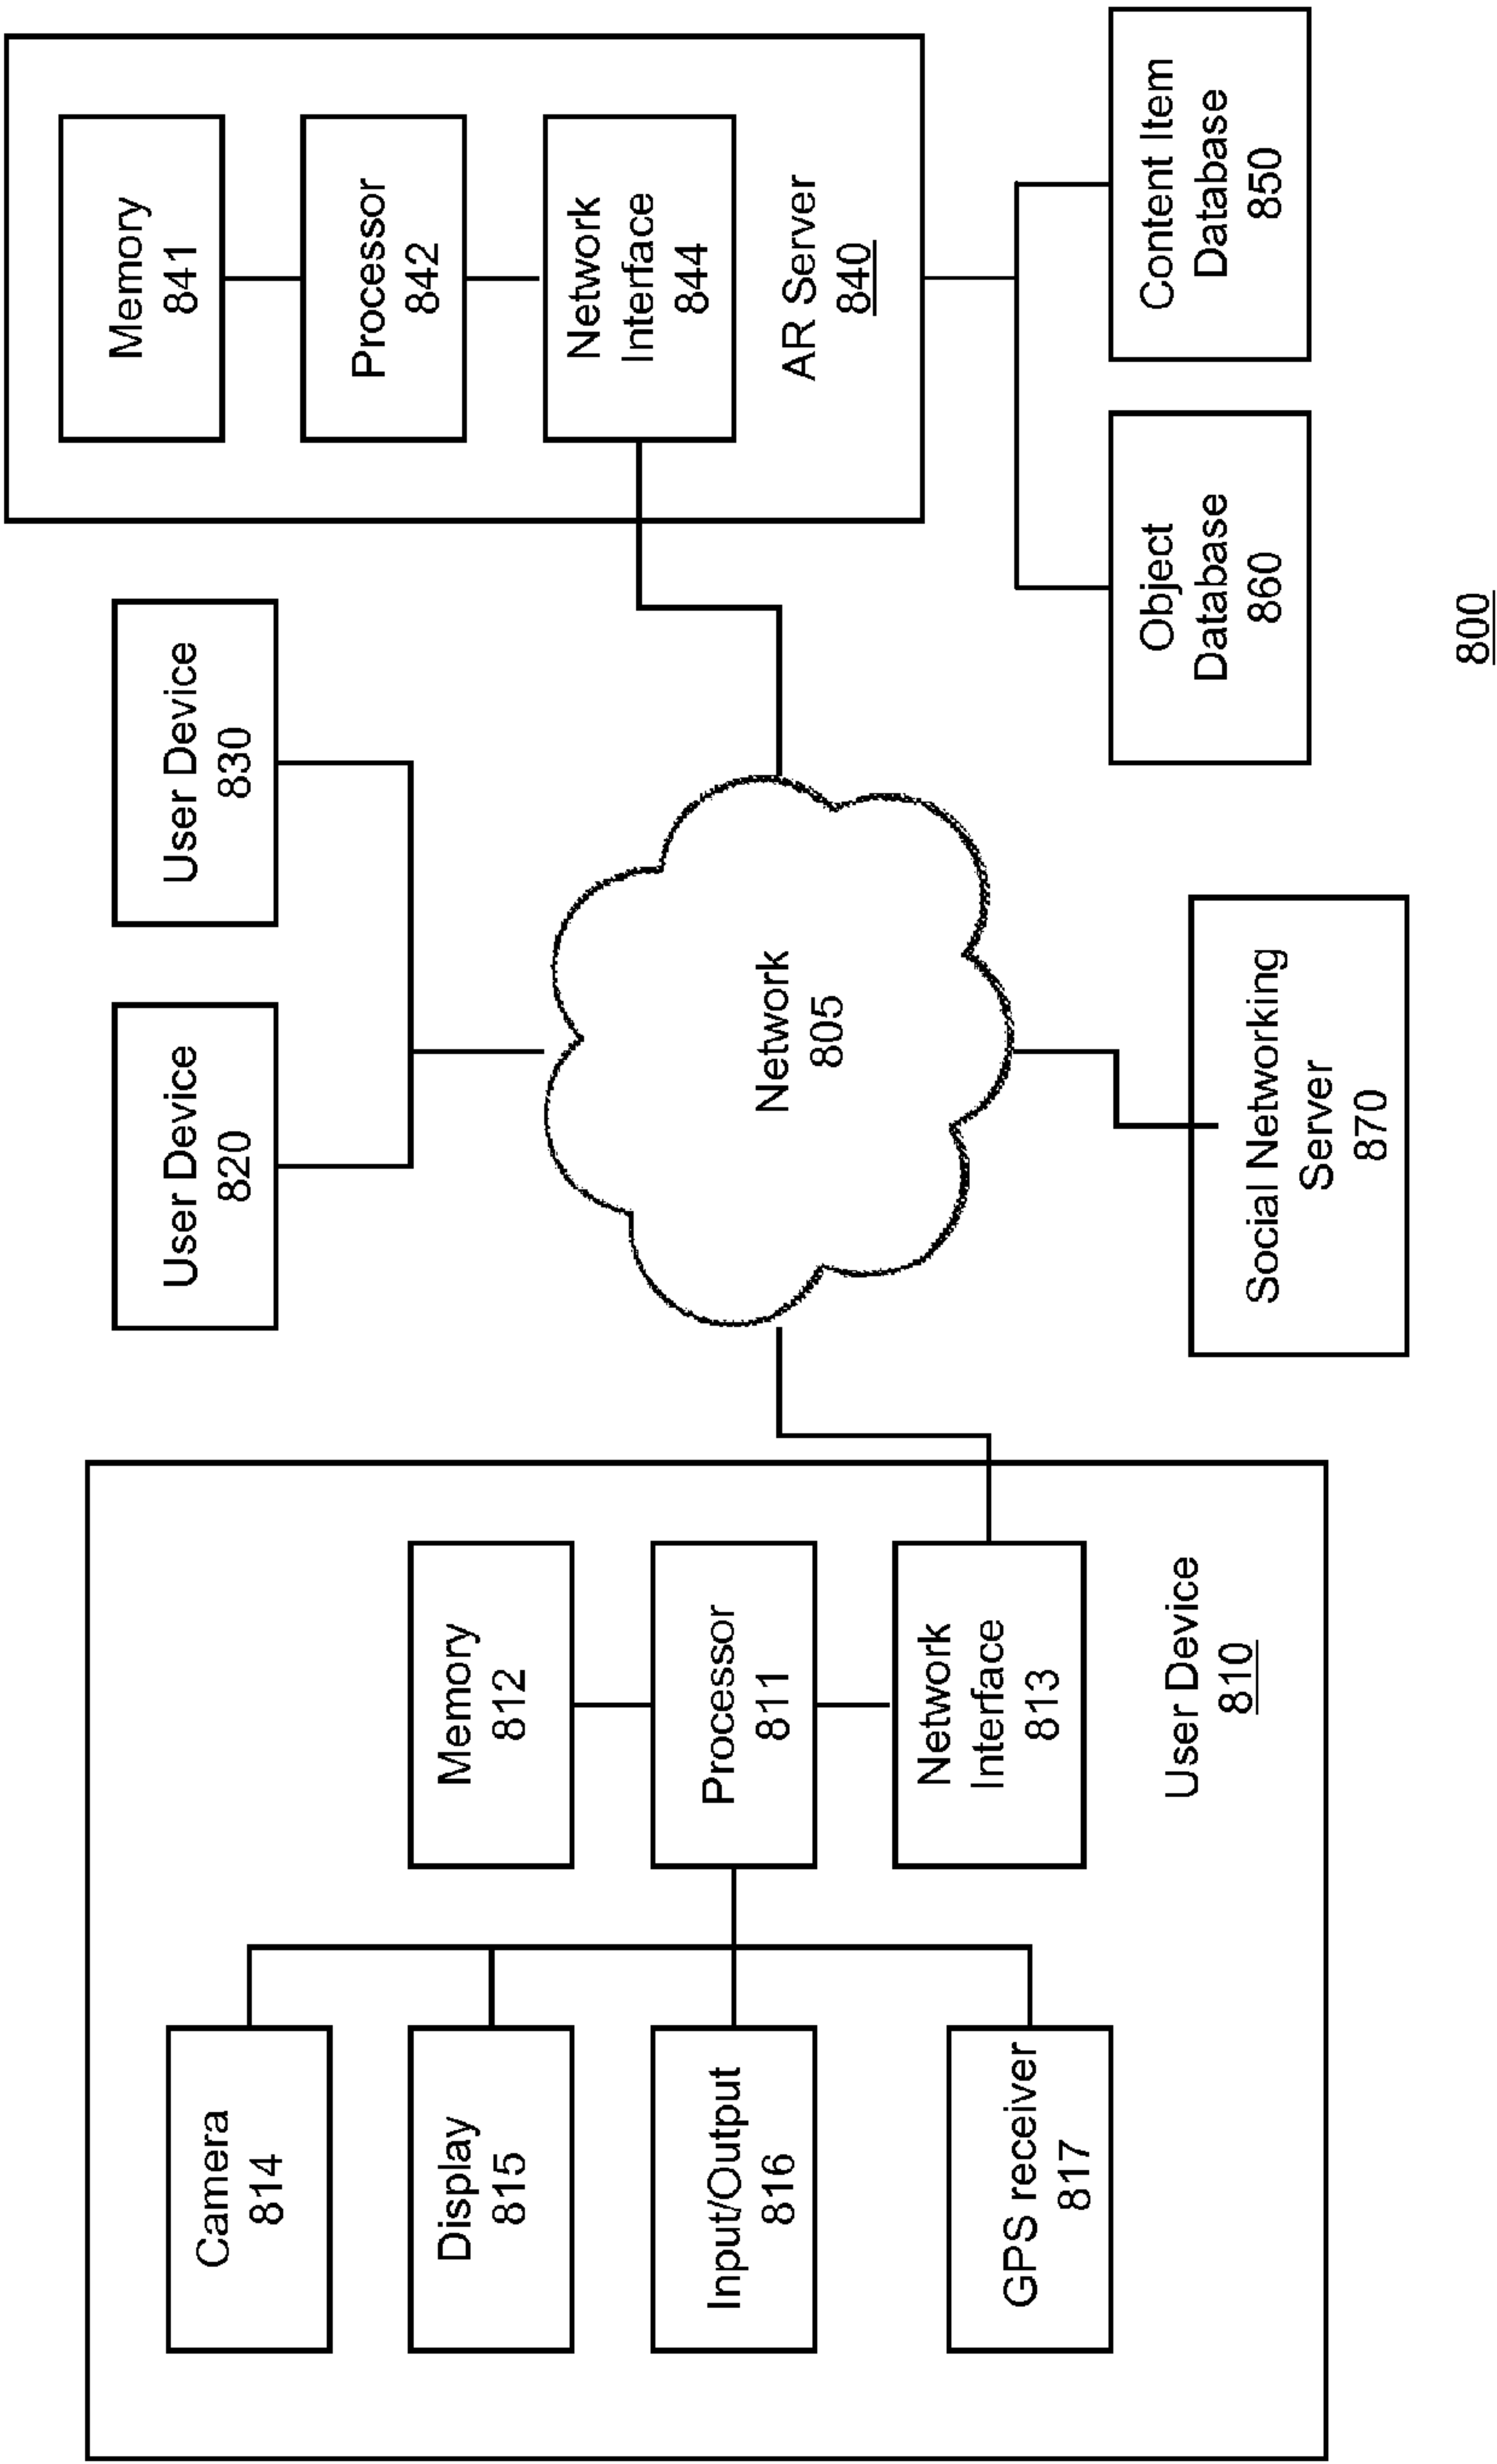 Camera
814
Display
815
Input/Output
816
GPS receiver
817
Memory
812
Processor
811
Network
Interface
813
User Device
810
User Device
820
User Device
830
Network
805
Social Networking
Server
870
Memory
841
Processor
842
Network
Interface
844
AR Server
840
Object
Database
860
Content Item
Database
850
800